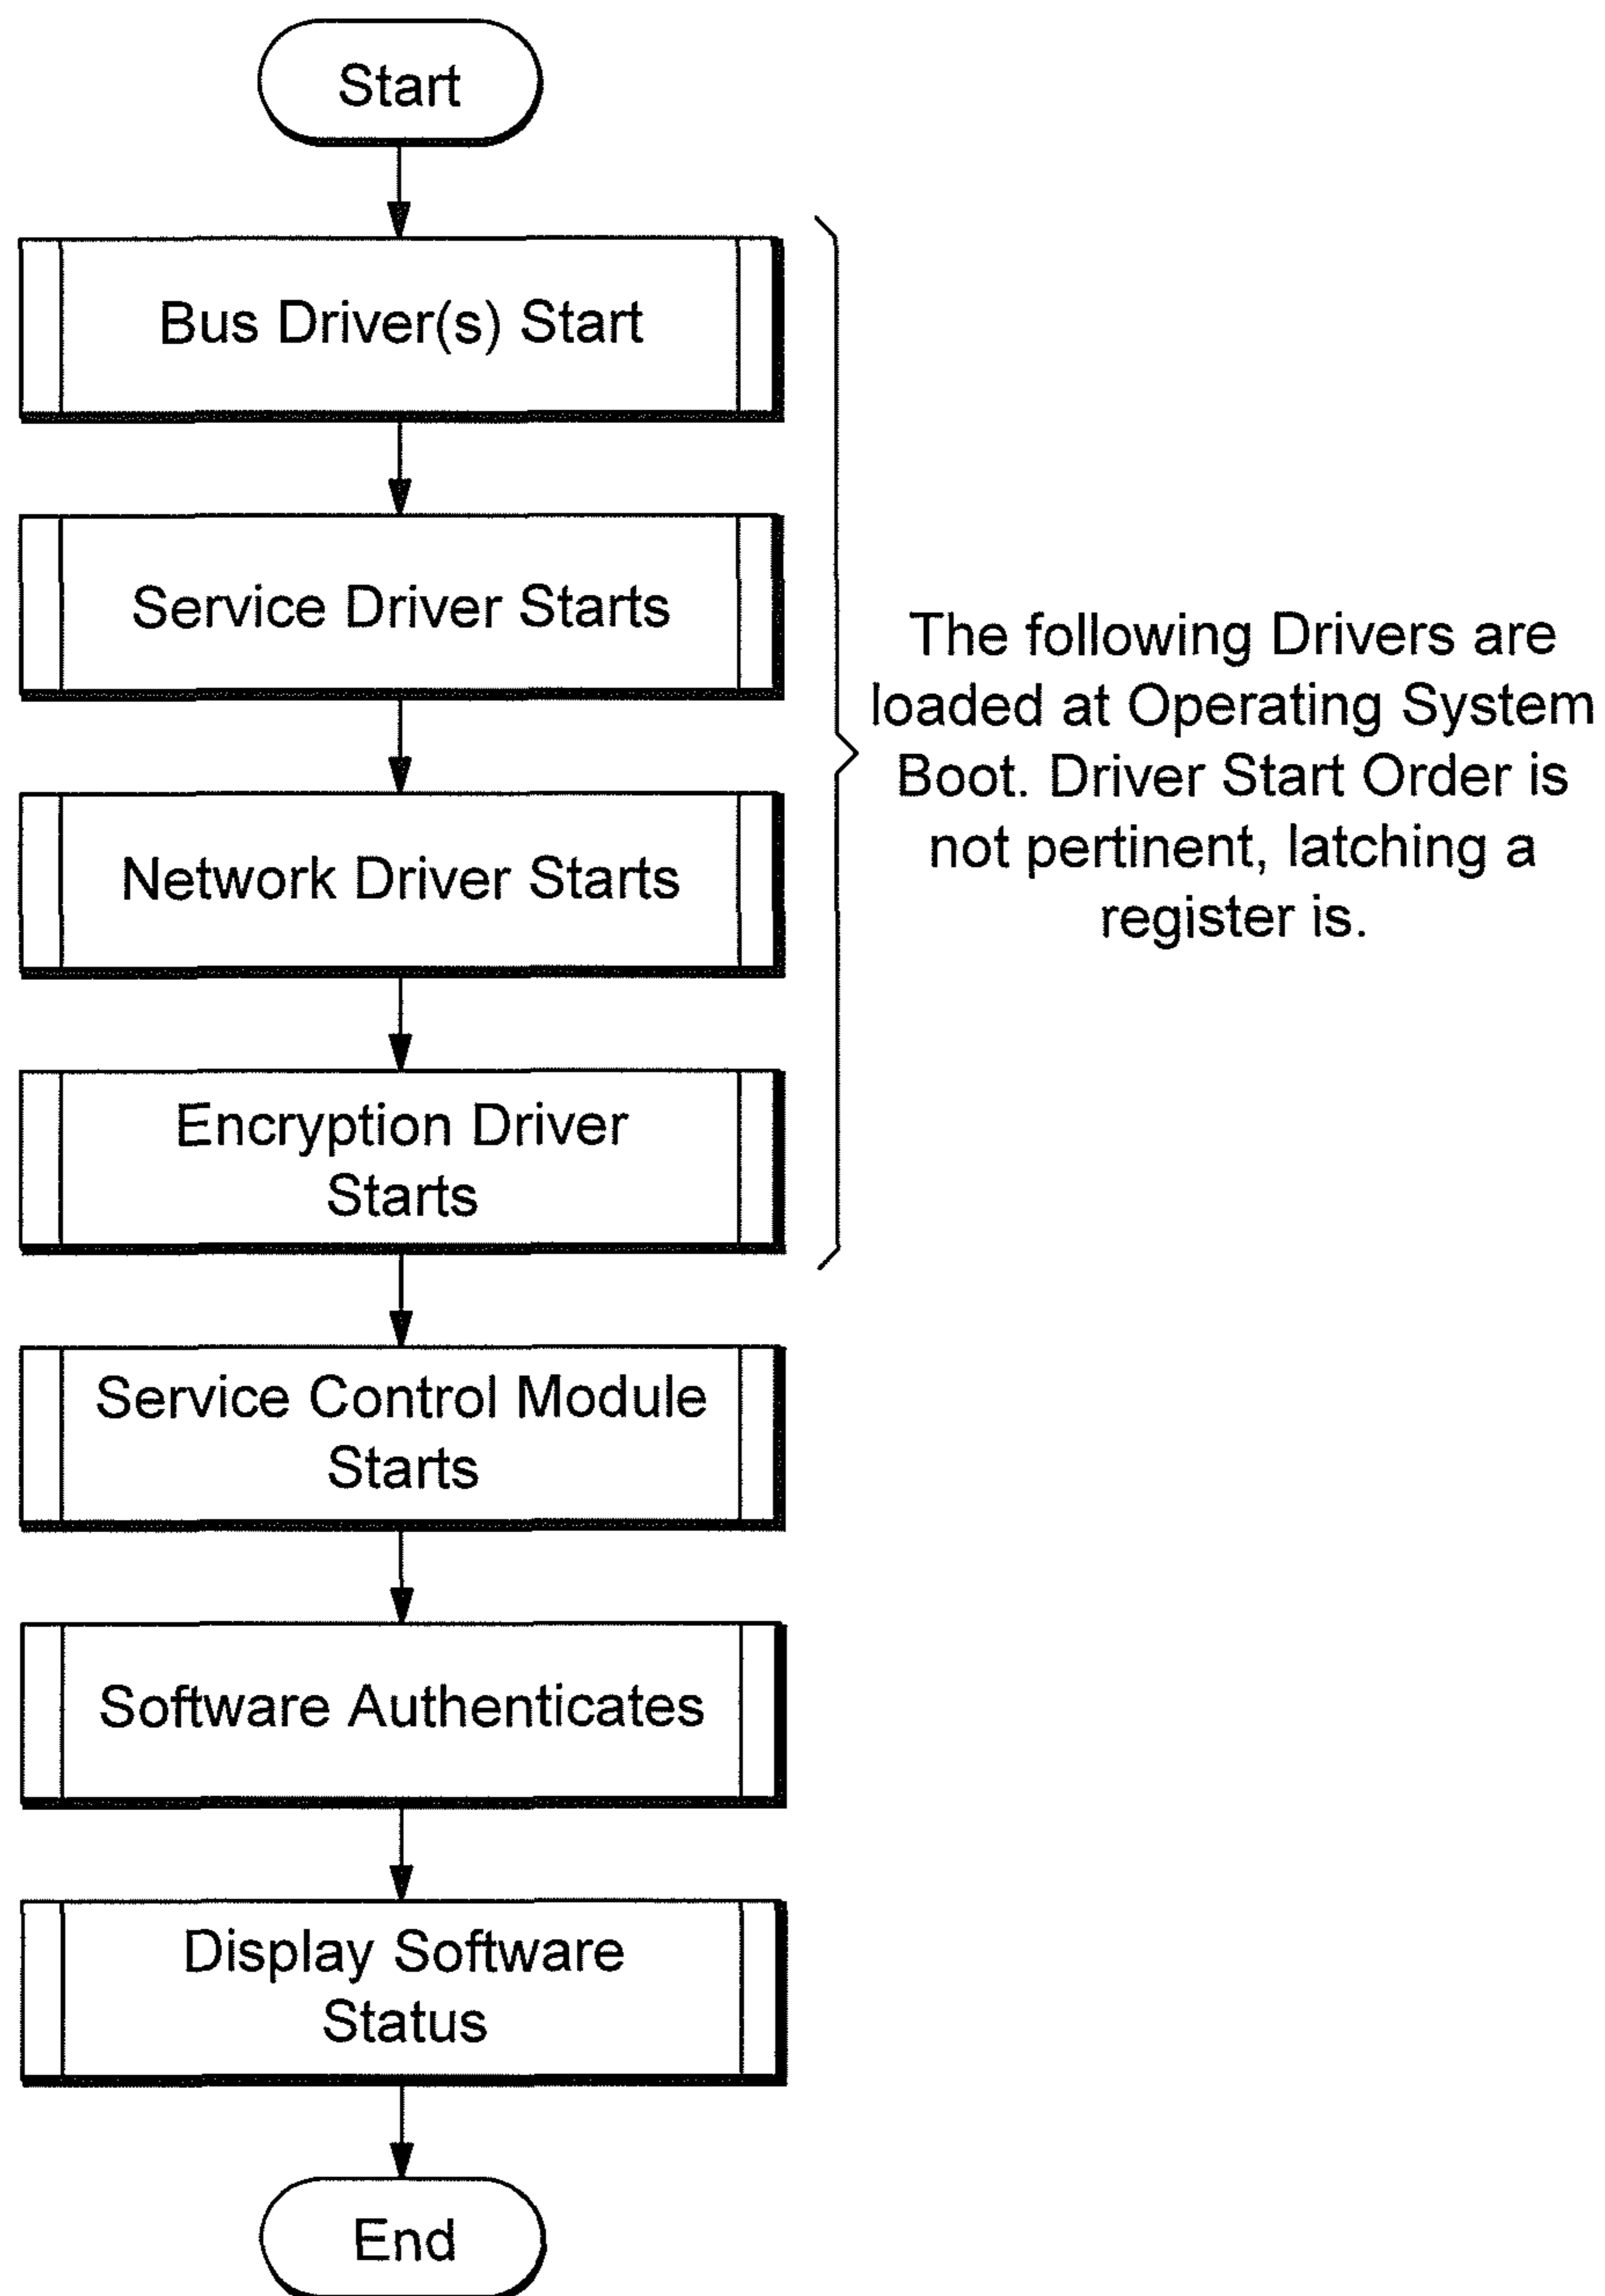 Start
Bus Driver(s) Start
Service Driver Starts
Network Driver Starts
Encryption Driver
Starts
The following Drivers are
loaded at Operating System
Boot. Driver Start Order is
not pertinent, latching a
register is.
Service Control Module
Starts
Software Authenticates
Display Software
Status
End